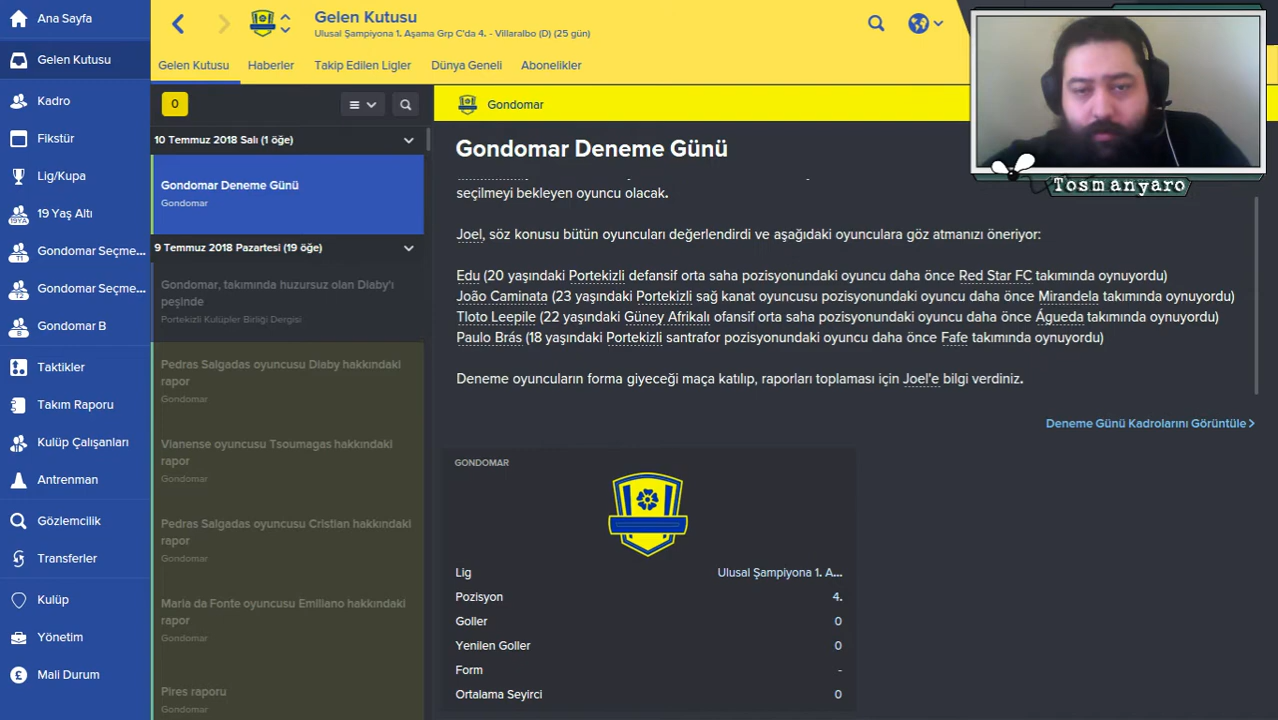 Ana Sayfa
Gelen Kutusu
Kadro
Fikstür
Lig/Kupa
19 Yaş Altı
Gondomar Seçme...
Gondomar Seçme...
Gondomar B
Taktikler
Takım Raporu
Kulüp Çalışanları
Antrenman
Gözlemcilik
Transferler
Kulüp
Yönetim
Mali Durum
Gelen Kutusu
Ulusal Şampiyona 1. Aşama Grp C'da 4. - Villaralbo (D) (25 gün)
Gelen Kutusu Haberler Takip Edilen Ligler Dünya Geneli Abonelikler
0
10 Temmuz 2018 Salı (1 öğe)
Gondomar Deneme Günü
Gondomar
9 Temmuz 2018 Pazartesi (19 öğe)
Gondomar, takımında huzursuz olan Diaby'ı
peşinde
Portekizli Kulüpler Birliği Dergisi
Pedras Salgadas oyuncusu Diaby hakkındaki
rapor
Gondomar
Vianense oyuncusu Tsoumagas hakkındaki
rapor
Gondomar
Pedras Salgadas oyuncusu Cristian hakkındaki
rapor
Gondomar
Maria da Fonte oyuncusu Emiliano hakkındaki
rapor
Gondomar
Pires raporu
Gondomar
Gondomar
Gondomar Deneme Günü
seçilmeyi bekleyen oyuncu olacak.
Joel, söz konusu bütün oyuncuları değerlendirdi ve aşağıdaki oyunculara göz atmanızı öneriyor:
Edu (20 yaşındaki Portekizli defansif orta saha pozisyonundaki oyuncu daha önce Red Star FC takımında oynuyordu)
João Caminata (23 yaşındaki Portekizli sağ kanat oyuncusu pozisyonundaki oyuncu daha önce Mirandela takımında oynuyordu)
Tloto Leepile (22 yaşındaki Güney Afrikalı ofansif orta saha pozisyonundaki oyuncu daha önce Águeda takımında oynuyordu)
Paulo Brás (18 yaşındaki Portekizli santrafor pozisyonundaki oyuncu daha önce Fafe takımında oynuyordu)
Deneme oyuncuların forma giyeceği maça katılıp, raporları toplaması için Joel'e bilgi verdiniz.
Deneme Günü Kadrolarını Görüntüle >
GONDOMAR
Lig Ulusal Şampiyona 1. A...
Pozisyon 4.
Goller 0
Yenilen Goller 0
Form -
Ortalama Seyirci 0
Tosmanyaro